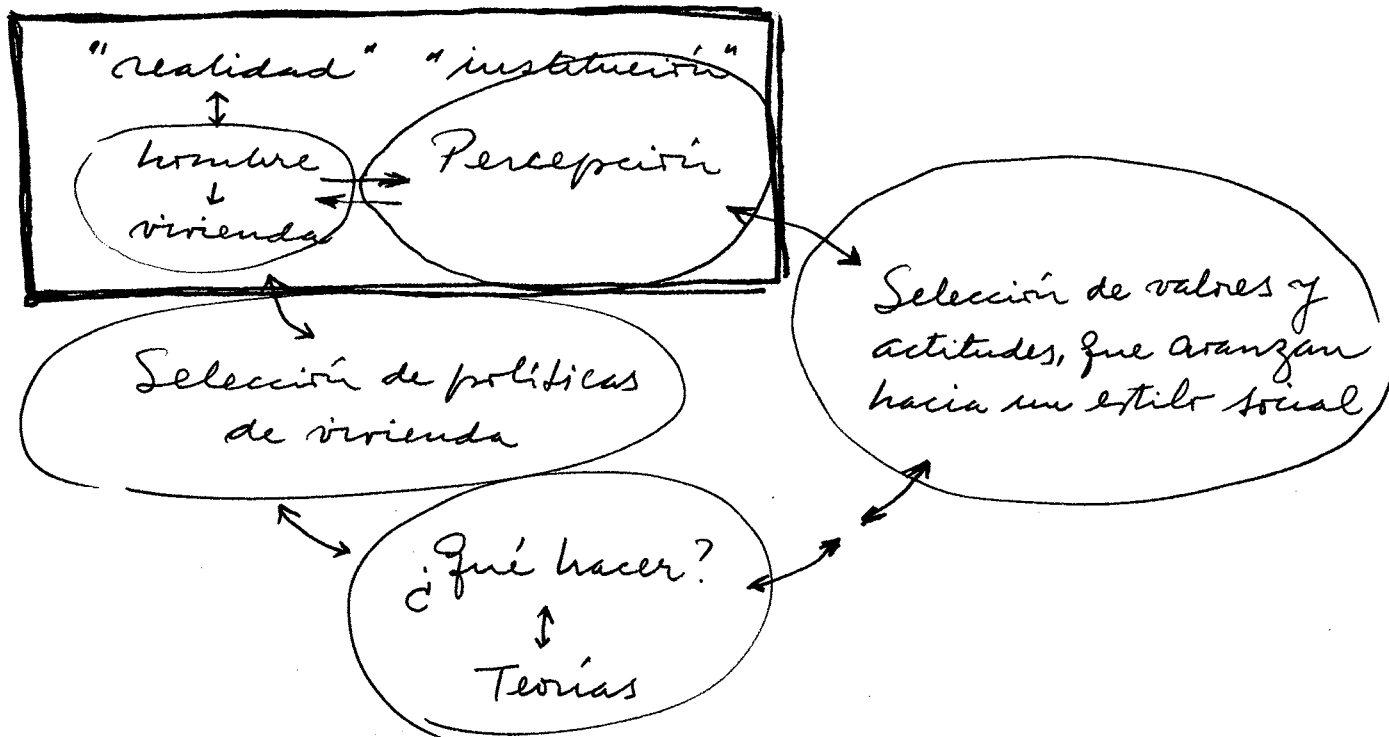 "realidad" "institución"
hombre
vivienda
Percepción
Selección de valores y
actitudes, que avanzan
hacia un estilo social
Selección de políticas
de vivienda
¿Qué hacer?
Teorías